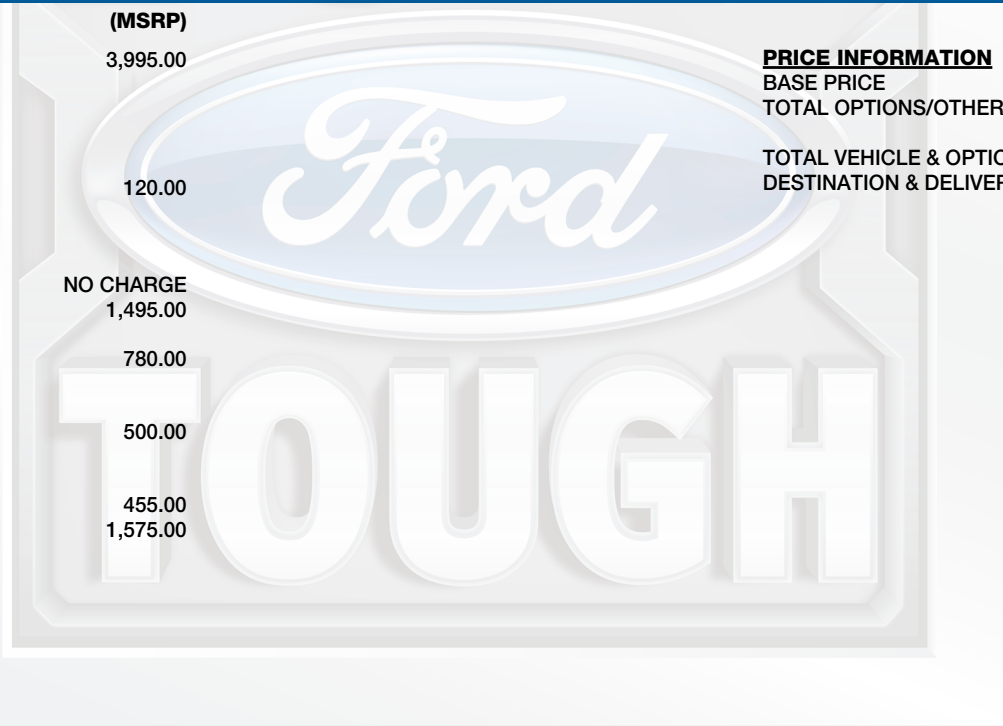 (MSRP)
3,995.00
120.00
NO CHARGE
1,495.00
780.00
500.00
455.00
1,575.00
PRICE INFORMATION
BASE PRICE
TOTAL OPTIONS/OTHER
TOTAL VEHICLE & OPTIO
DESTINATION & DELIVER
Ford
TOUGH